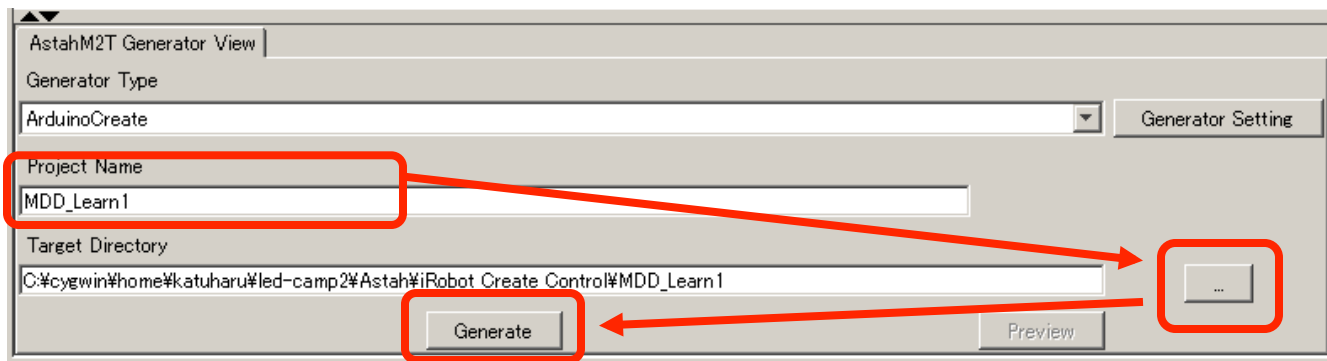 AstahM2T Generator View
Generator Type
ArduinoCreate
Generator Setting
Project Name
MDD_Learn1
Target Directory
C:¥cygwin¥home¥katuharu¥led-camp2¥Astah¥iRobot Create Control¥MDD_Learn1
...
Generate
Preview